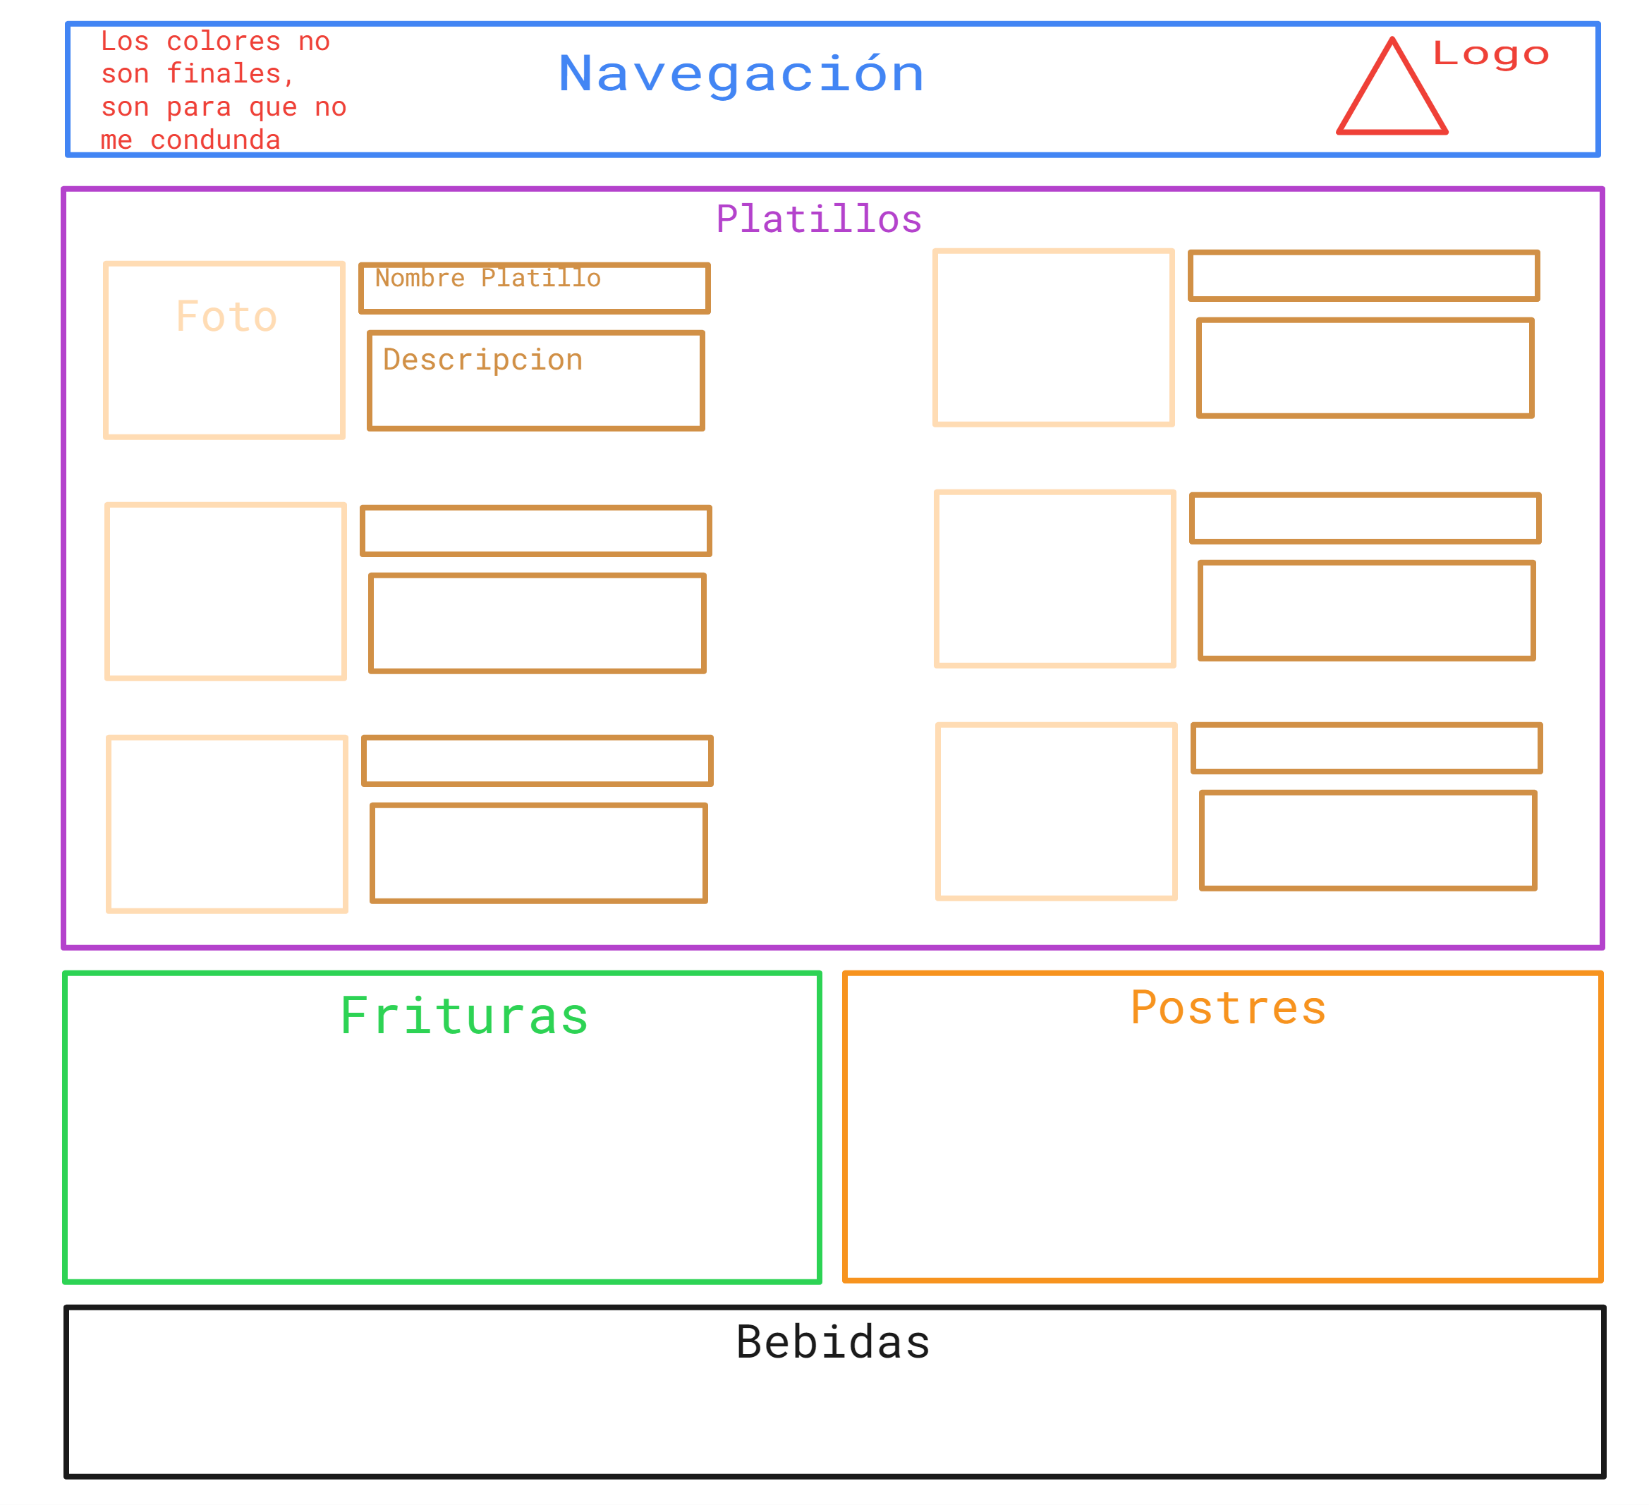 Los colores no
son finales,
son para que no
me condunda
Navegación
Logo
Platillos
Foto
Nombre Platillo
Descripcion
Frituras
Postres
Bebidas